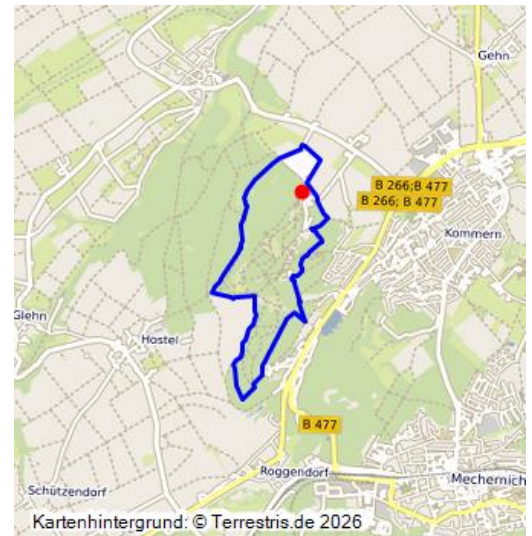 Gehn
B 266;B 477
B 266; B 477
Kommern
Glehn
Hostel
B 477
Roggendorf
Mechernich
Schützendorf
Kartenhintergrund: © Terrestris.de 2026